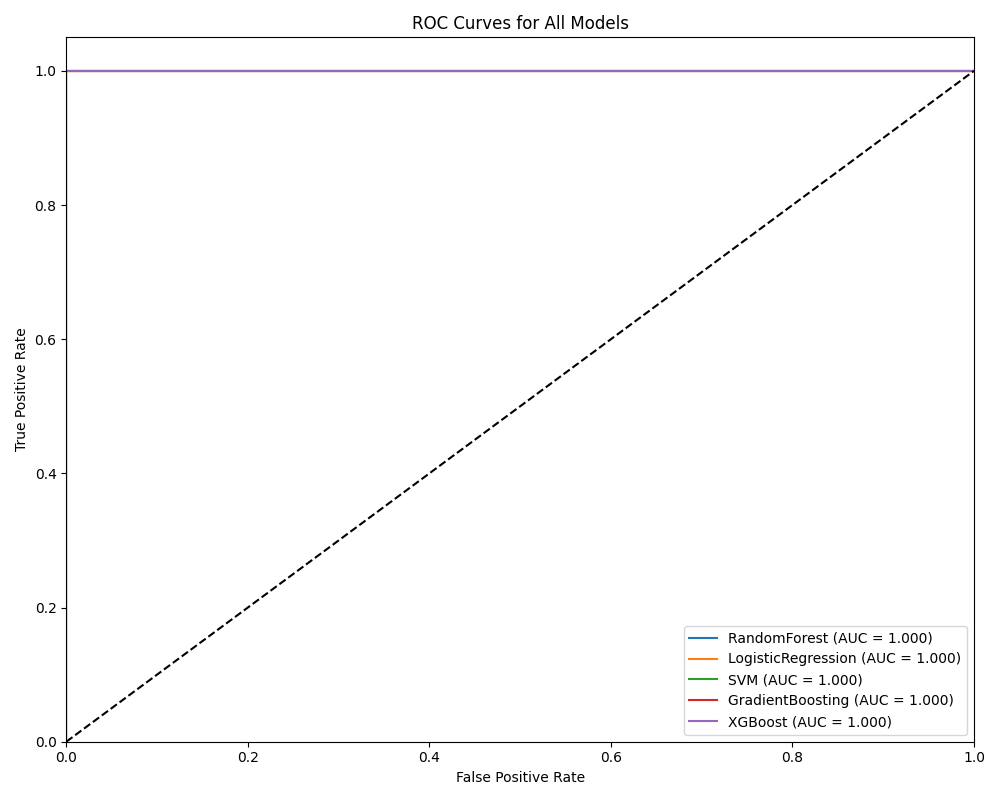 ROC Curves for All Models
True Positive Rate
1.0
0.8
0.6
0.4
0.2
0.0
0.0 0.2 0.4 0.6 0.8 1.0
False Positive Rate
RandomForest (AUC = 1.000)
LogisticRegression (AUC = 1.000)
SVM (AUC = 1.000)
GradientBoosting (AUC = 1.000)
XGBoost (AUC = 1.000)